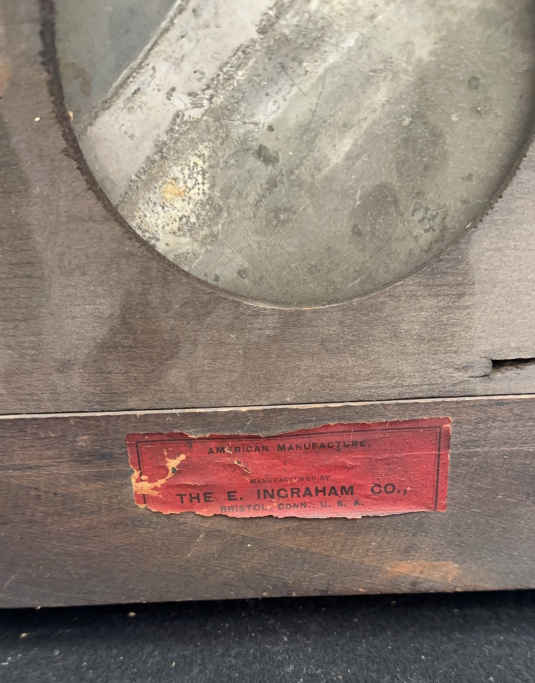 AMERICAN MANUFACTURE.
MANUFACTURED BY
THE E. INGRAHAM CO.,
BRISTOL, CONN., U. S. A.